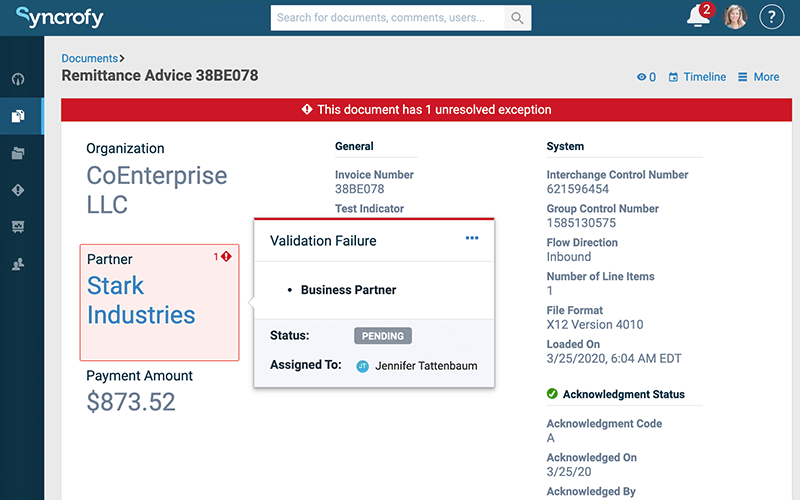 Syncrofy
Search for documents, comments, users...
2
?
Documents
Remittance Advice 38BE078
0
Timeline
More
This document has 1 unresolved exception
Organization
CoEnterprise
LLC
Partner
1
Stark
Industries
Payment Amount
$873.52
General
Invoice Number
38BE078
Test Indicator
Validation Failure
...
• Business Partner
Status:
PENDING
Assigned To:
JT
Jennifer Tattenbaum
System
Interchange Control Number
621596454
Group Control Number
1585130575
Flow Direction
Inbound
Number of Line Items
1
File Format
X12 Version 4010
Loaded On
3/25/2020, 6:04 AM EDT
Acknowledgment Status
Acknowledgment Code
A
Acknowledged On
3/25/20
Acknowledged By